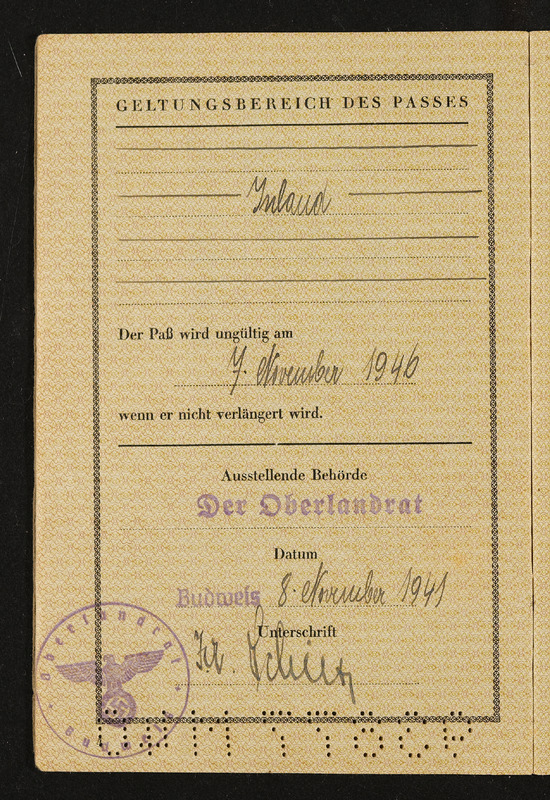 GELTUNGSBEREICH DES PASSES
Inland
Der Paß wird ungültig am
7. November 1946
wenn er nicht verlängert wird.
Ausstellende Behörde
Der Oberlandrat
Datum
Budweis 8. November 1941
Unterschrift
Oberlandrat